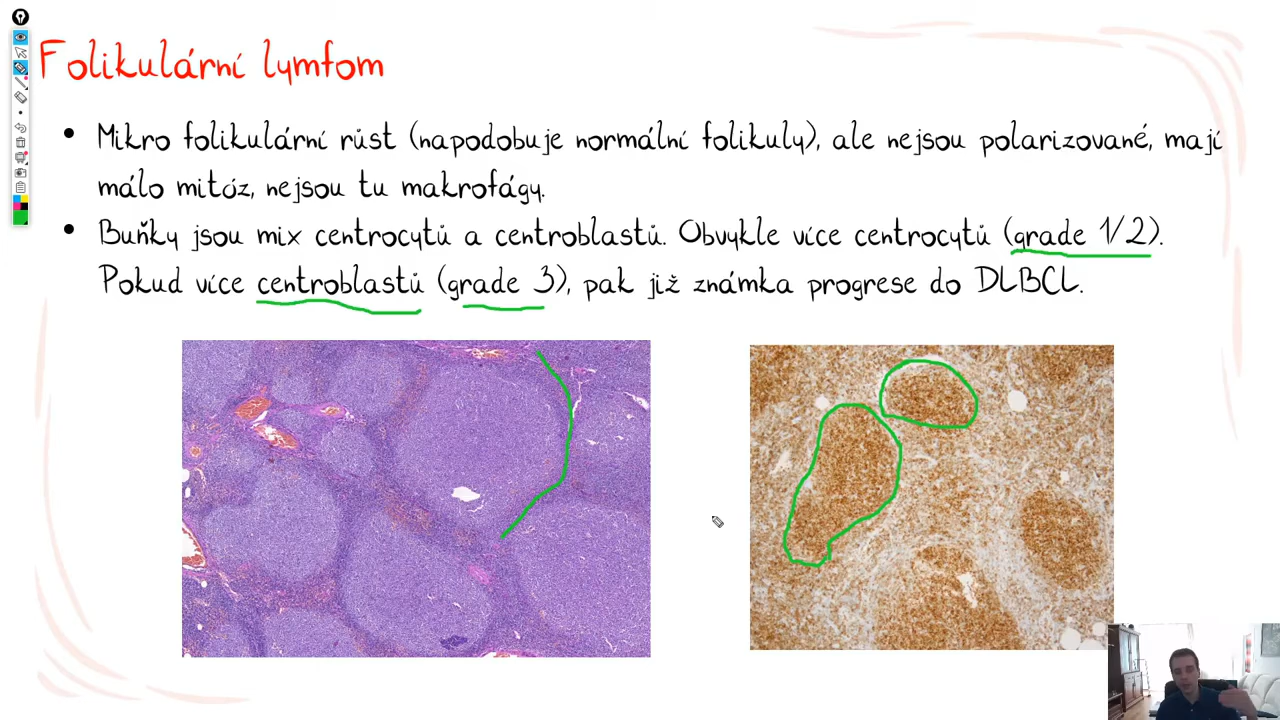 Folikulární lymfom
• Mikro folikulární růst (napodobuje normální folikuly), ale nejsou polarizované, mají
málo mitóz, nejsou tu makrofágy.
• Buňky jsou mix centrocytů a centroblastů. Obvykle více centrocytů (grade 1/2).
Pokud více centroblastů (grade 3), pak již známka progrese do DLBCL.